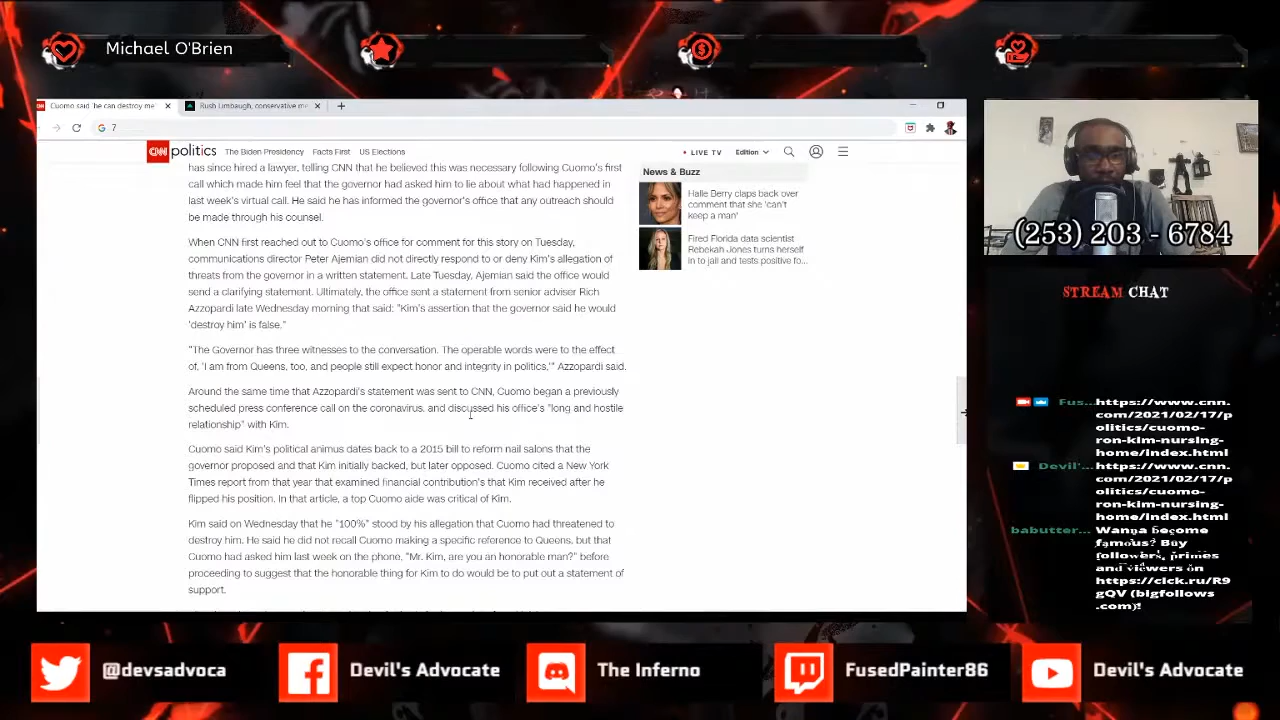 Michael O'Brien
Cuomo said 'he can destroy me'
Rush Limbaugh, conservative me
7
CNN politics The Biden Presidency Facts First US Elections LIVE TV Edition
has since hired a lawyer, telling CNN that he believed this was necessary following Cuomo's first
call which made him feel that the governor had asked him to lie about what had happened in
last week's virtual call. He said he has informed the governor's office that any outreach should
be made through his counsel.
When CNN first reached out to Cuomo's office for comment for this story on Tuesday,
communications director Peter Ajemian did not directly respond to or deny Kim's allegation of
threats from the governor in a written statement. Late Tuesday, Ajemian said the office would
send a clarifying statement. Ultimately, the office sent a statement from senior adviser Rich
Azzopardi late Wednesday morning that said: "Kim's assertion that the governor said he would
'destroy him' is false."
"The Governor has three witnesses to the conversation. The operable words were to the effect
of, 'I am from Queens, too, and people still expect honor and integrity in politics,'" Azzopardi said.
Around the same time that Azzopardi's statement was sent to CNN, Cuomo began a previously
scheduled press conference call on the coronavirus, and discussed his office's "long and hostile
relationship" with Kim.
Cuomo said Kim's political animus dates back to a 2015 bill to reform nail salons that the
governor proposed and that Kim initially backed, but later opposed. Cuomo cited a New York
Times report from that year that examined financial contribution's that Kim received after he
flipped his position. In that article, a top Cuomo aide was critical of Kim.
Kim said on Wednesday that he "100%" stood by his allegation that Cuomo had threatened to
destroy him. He said he did not recall Cuomo making a specific reference to Queens, but that
Cuomo had asked him last week on the phone, "Mr. Kim, are you an honorable man?" before
proceeding to suggest that the honorable thing for Kim to do would be to put out a statement of
support.
News & Buzz
Halle Berry claps back over
comment that she 'can't
keep a man'
Fired Florida data scientist
Rebekah Jones turns herself
in to jail and tests positive fo...
(253) 203 - 6784
STREAM CHAT
Fus... https://www.cnn.
com/2021/02/17/p
olitics/cuomo-
ron-kim-nursing-
home/index.html
Devil'... https://www.cnn.
com/2021/02/17/p
olitics/cuomo-
ron-kim-nursing-
home/index.html
babutter... Wanna become
famous? Buy
followers, primes
and viewers on
https://clck.ru/R9
gQV (bigfollows
.com)!
@devsadvoca
Devil's Advocate
The Inferno
FusedPainter86
Devil's Advocate